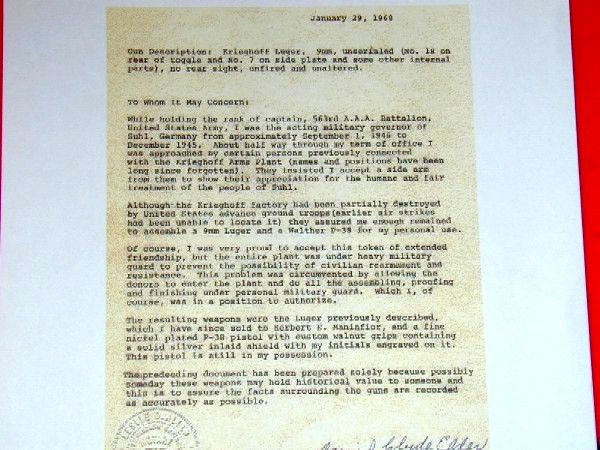 January 29, 1968
Gun Description: Krieghoff Luger, 9mm, unserialed (No. 18 on
rear of toggle and No. 7 on side plate and some other internal
parts), no rear sight, unfired and unaltered.
To Whom It May Concern:
While holding the rank of captain, 563rd A.A.A. Battalion,
United States Army, I was the acting military governor of
Suhl, Germany from approximately September 1, 1945 to
December 1945. About half way through my term of office I
was approached by certain persons previously connected
with the Krieghoff Arms Plant (names and positions have been
long since forgotten). They insisted I accept a side arm
from them to show their appreciation for the humane and fair
treatment of the people of Suhl.
Although the Krieghoff factory had been partially destroyed
by United States advance ground troops(earlier air strikes
had been unable to locate it) they assured me enough remained
to assemble a 9mm Luger and a Walther P-38 for my personal use.
Of course, I was very proud to accept this token of extended
friendship, but the entire plant was under heavy military
guard to prevent the possibility of civilian rearmament and
resistance. This problem was circumvented by allowing the
donors to enter the plant and do all the assembling, proofing
and finishing under personal military guard. Which I, of
course, was in a position to authorize.
The resulting weapons were the Luger previously described,
which I have since sold to Herbert E. Maninfior, and a fine
nickel plated P-38 pistol with custom walnut grips containing
a solid silver inlaid shield with my initials engraved on it.
This pistol is still in my possession.
The predeeding document has been prepared solely because possibly
someday these weapons may hold historical value to someone and
this is to assure the facts surrounding the guns are recorded
as accurately as possible.